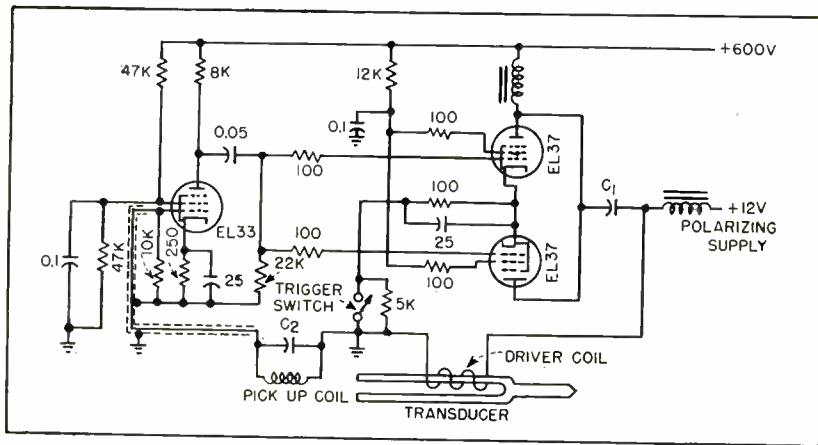 +600V
47K
8K
12K
0.1
100
EL37
0.05
100
C1
+12V
POLARIZING
SUPPLY
100
25
EL33
0.1
47K
10K
250
25
22K
100
100
EL37
TRIGGER
SWITCH
5K
C2
PICK UP COIL
DRIVER COIL
TRANSDUCER